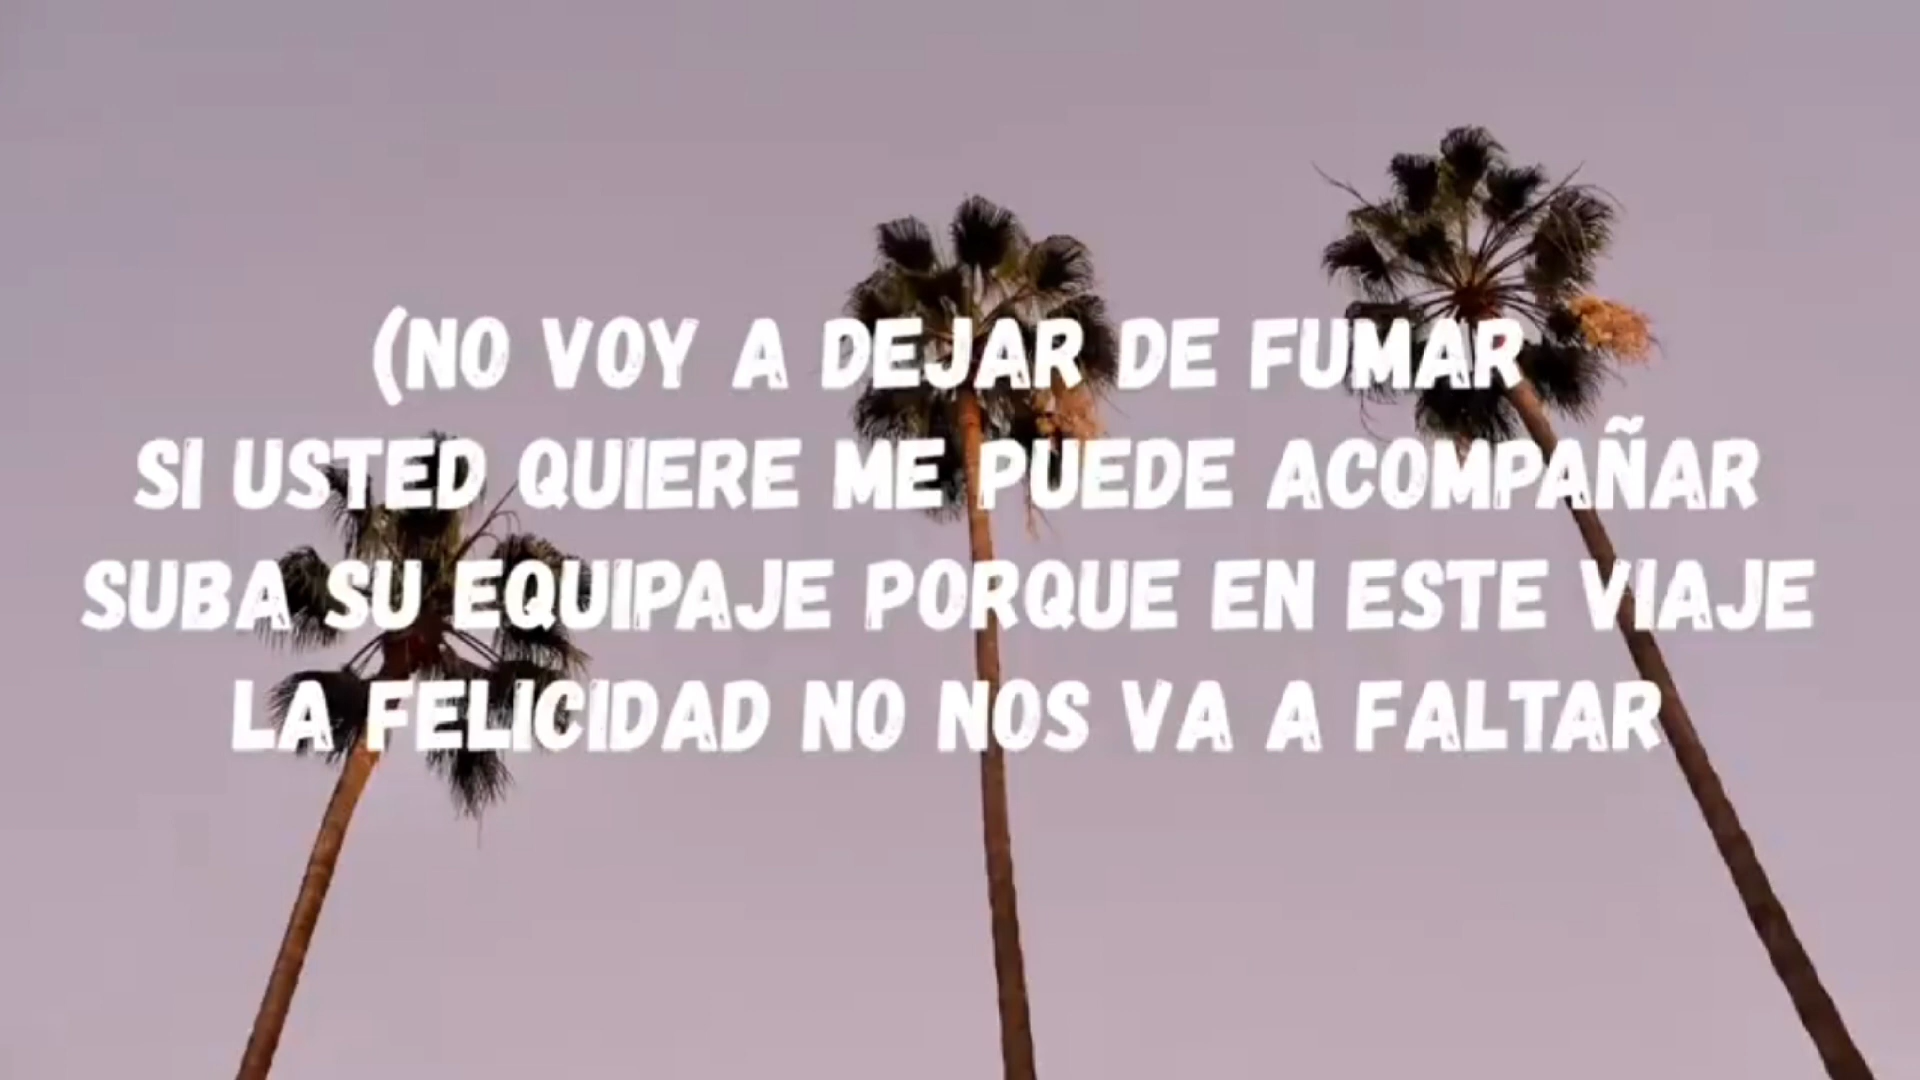 (NO VOY A DEJAR DE FUMAR
SI USTED QUIERE ME PUEDE ACOMPAÑAR
SUBA SU EQUIPAJE PORQUE EN ESTE VIAJE
LA FELICIDAD NO NOS VA A FALTAR